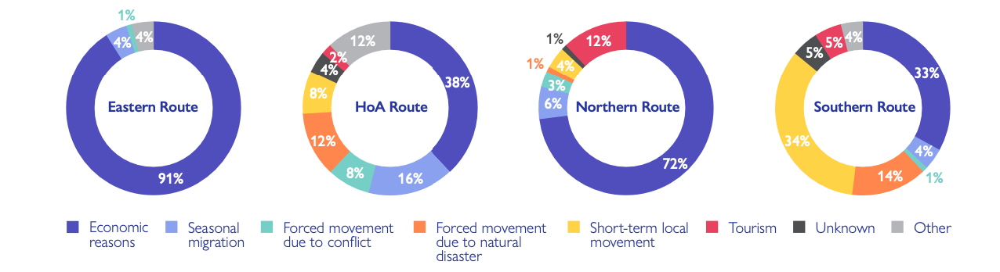 1%
4%
4%
91%
Eastern Route
12%
2%
4%
8%
12%
8%
16%
38%
HoA Route
1%
12%
1%
4%
3%
6%
72%
Northern Route
4%
5%
5%
33%
34%
4%
1%
14%
Southern Route
Economic
reasons
Seasonal
migration
Forced movement
due to conflict
Forced movement
due to natural
disaster
Short-term local
movement
Tourism
Unknown
Other